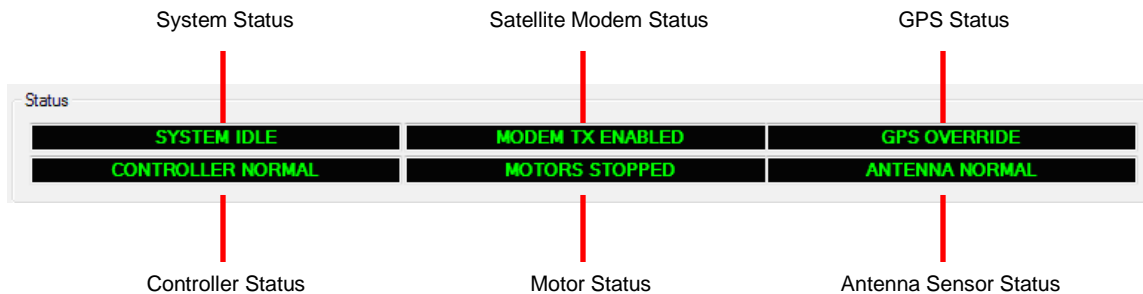 System Status Satellite Modem Status GPS Status
Status
SYSTEM IDLE MODEM TX ENABLED GPS OVERRIDE
CONTROLLER NORMAL MOTORS STOPPED ANTENNA NORMAL
Controller Status Motor Status Antenna Sensor Status